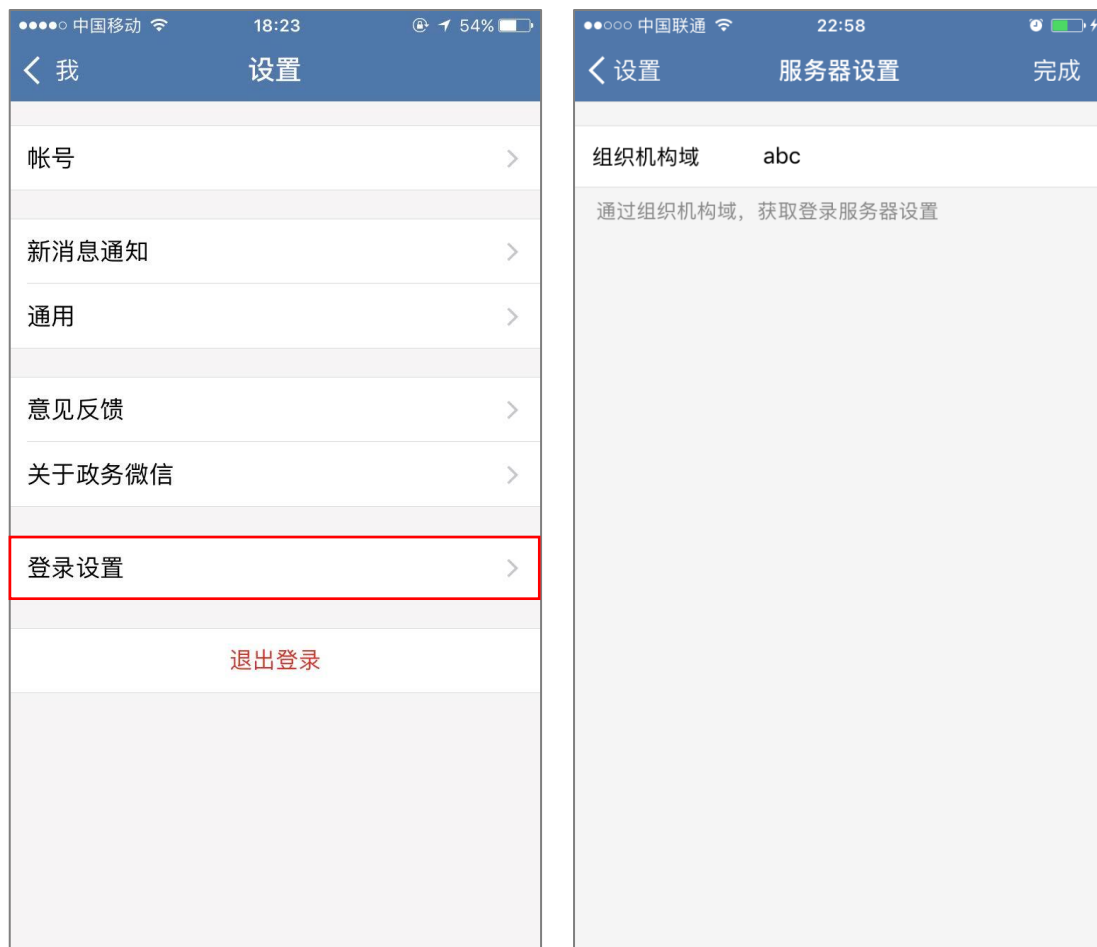 中国移动 18:23 54%
我 设置
帐号
新消息通知
通用
意见反馈
关于政务微信
登录设置
退出登录
中国联通 22:58
设置 服务器设置 完成
组织机构域 abc
通过组织机构域，获取登录服务器设置